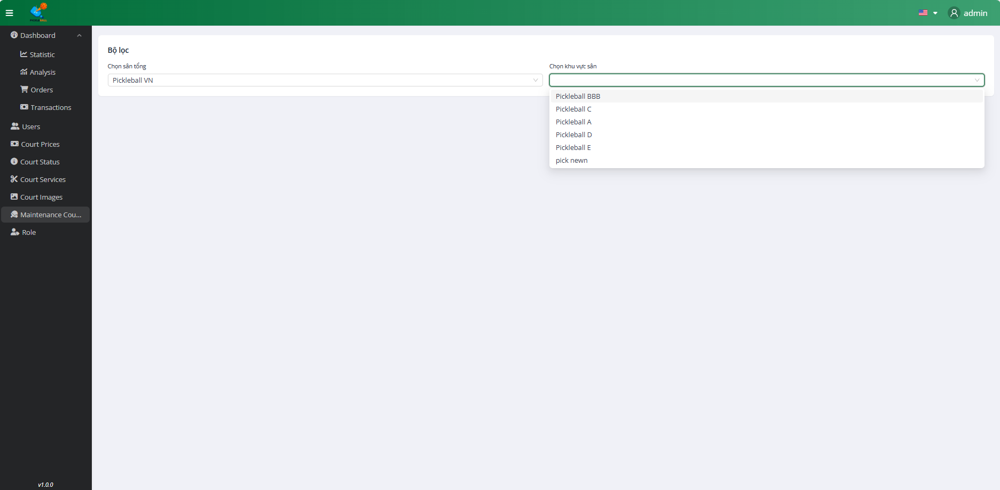 PICKLEBALL
admin
Dashboard
Statistic
Analysis
Orders
Transactions
Users
Court Prices
Court Status
Court Services
Court Images
Maintenance Cou...
Role
v1.0.0
Bộ lọc
Chọn sân tổng
Pickleball VN
Chọn khu vực sân
Pickleball BBB
Pickleball C
Pickleball A
Pickleball D
Pickleball E
pick newn